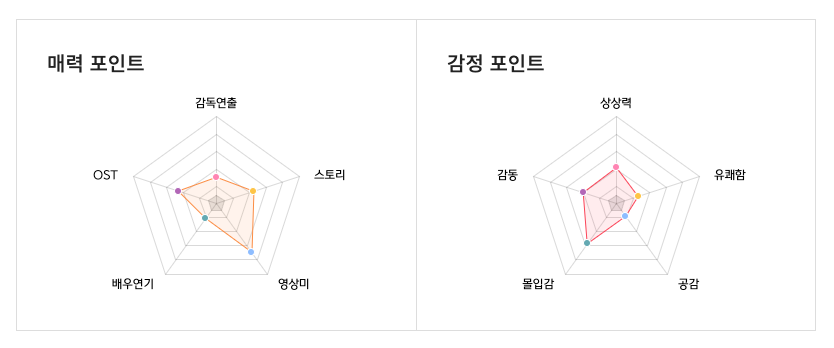 매력 포인트
감독연출
OST
스토리
배우연기
영상미
감정 포인트
상상력
감동
유쾌함
몰입감
공감